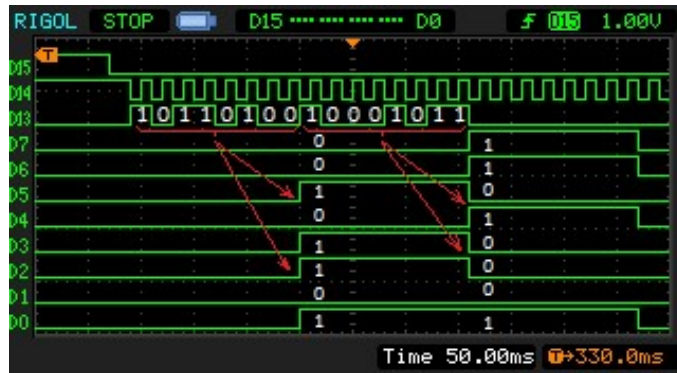 RIGOL STOP D15 D0 D15 1.00V
T
D15
D14
D13 1 0 1 1 0 1 0 0 1 0 0 0 1 0 1 1
D7 0 1
D6 0 1
D5 1 0
D4 0 1
D3 1 0
D2 1 0
D1 0 0
D0 1 1
Time 50.00ms T→330.0ms